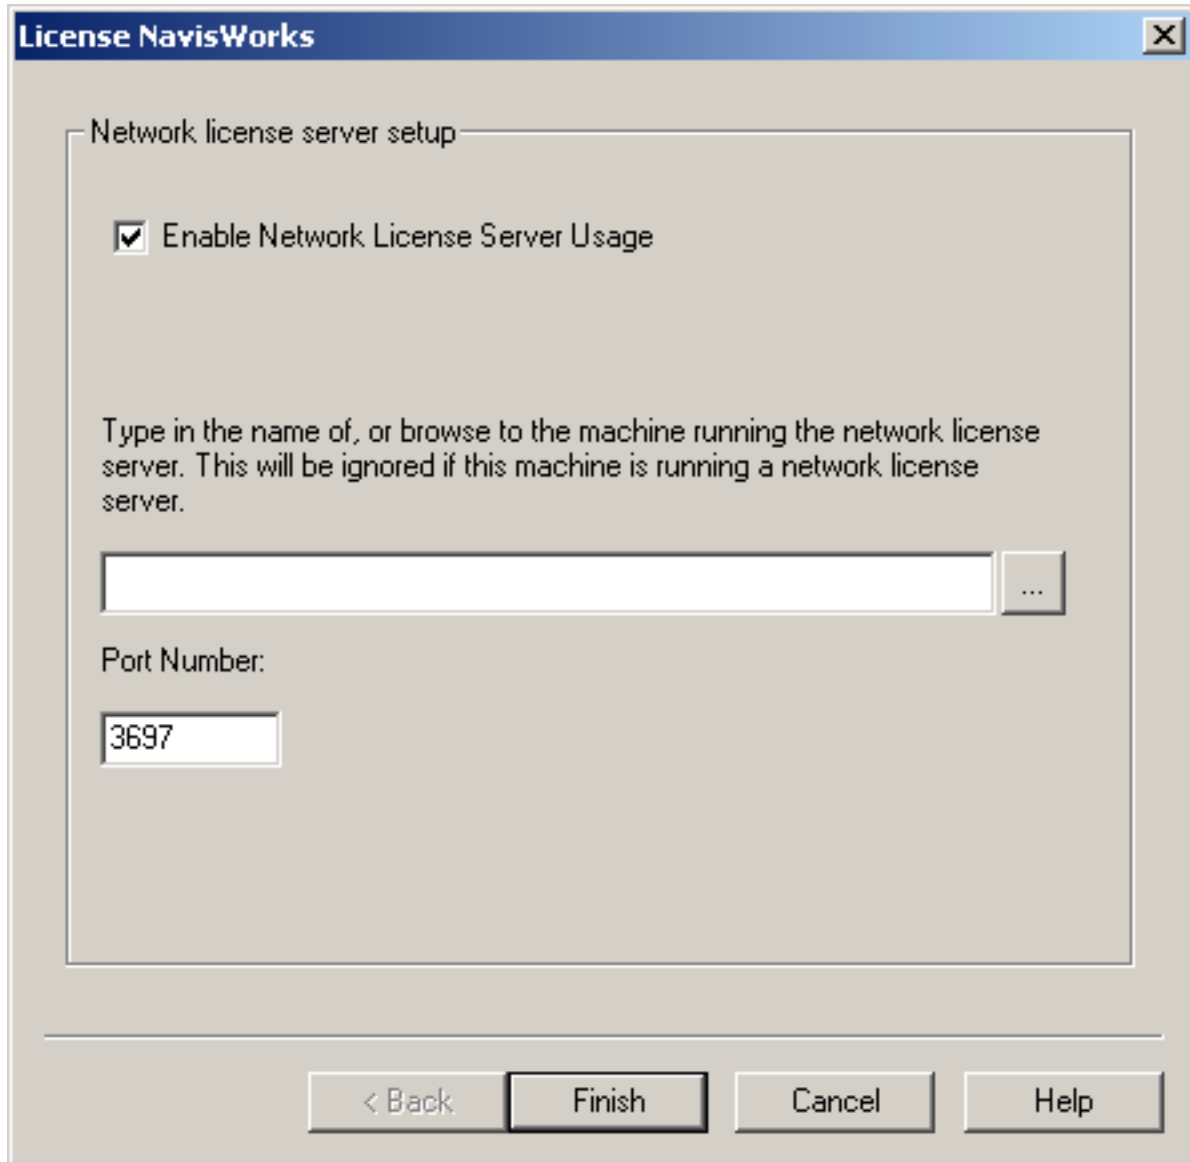 License NavisWorks
Network license server setup
Enable Network License Server Usage
Type in the name of, or browse to the machine running the network license
server. This will be ignored if this machine is running a network license
server.
...
Port Number:
3697
< Back
Finish
Cancel
Help